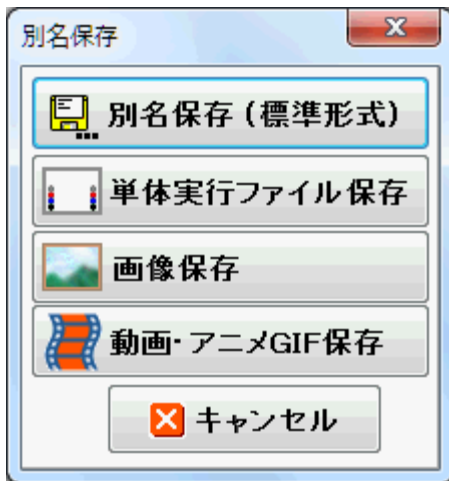 別名保存
別名保存(標準形式)
単体実行ファイル保存
画像保存
動画・アニメGIF保存
キャンセル